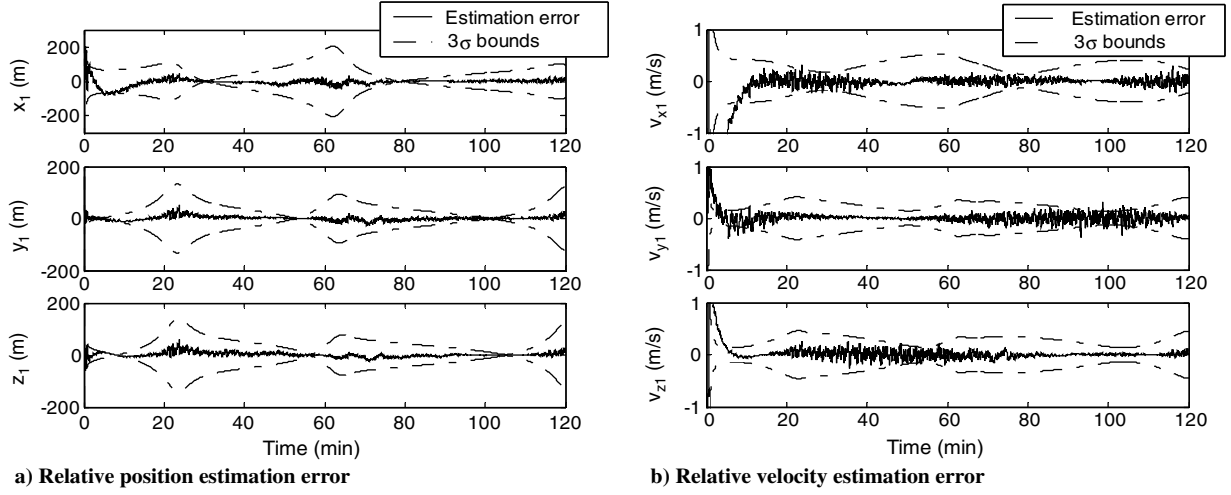 Estimation error
3σ bounds
200
0
-200
x1 (m)
0 20 40 60 80 100 120
200
0
-200
y1 (m)
0 20 40 60 80 100 120
200
0
-200
z1 (m)
0 20 40 60 80 100 120
Time (min)
a) Relative position estimation error
Estimation error
3σ bounds
1
0
-1
vx1 (m/s)
0 20 40 60 80 100 120
1
0
-1
vy1 (m/s)
0 20 40 60 80 100 120
1
0
-1
vz1 (m/s)
0 20 40 60 80 100 120
Time (min)
b) Relative velocity estimation error